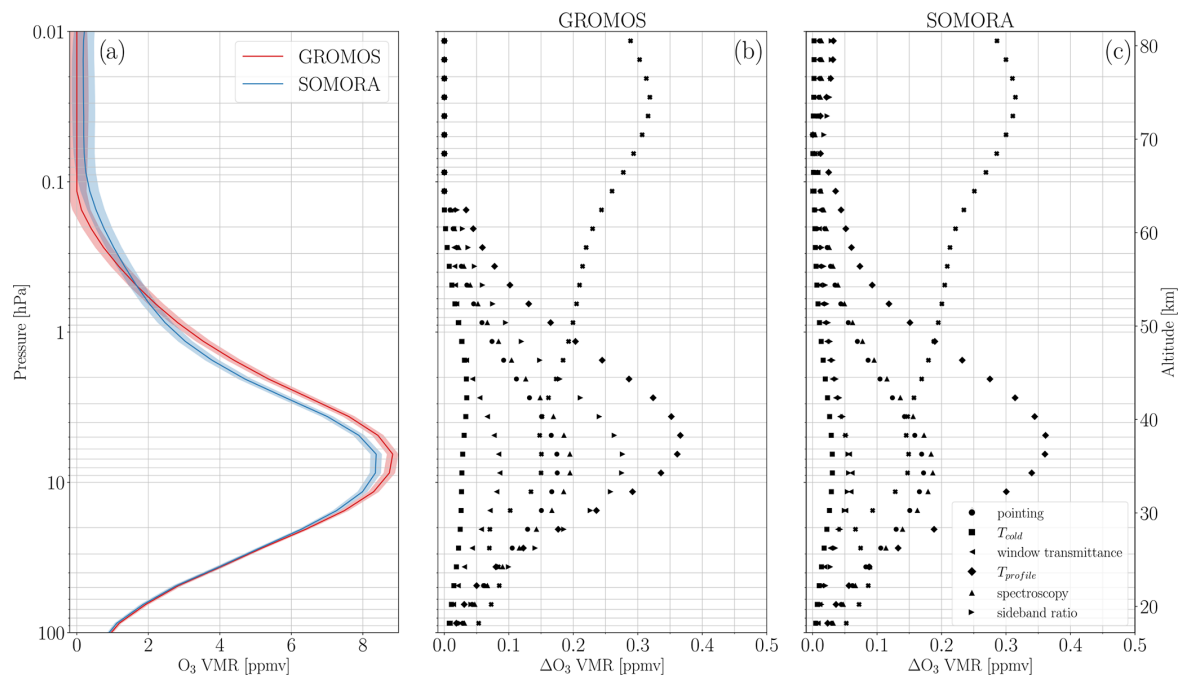 GROMOS
SOMORA
0.01
0.1
1
10
100
Pressure [hPa]
(a)
GROMOS
SOMORA
0
2
4
6
8
O3 VMR [ppmv]
(b)
0.0
0.1
0.2
0.3
0.4
0.5
ΔO3 VMR [ppmv]
(c)
80
70
60
50
40
30
20
Altitude [km]
pointing
Tcold
window transmittance
Tprofile
spectroscopy
sideband ratio
0.0
0.1
0.2
0.3
0.4
0.5
ΔO3 VMR [ppmv]